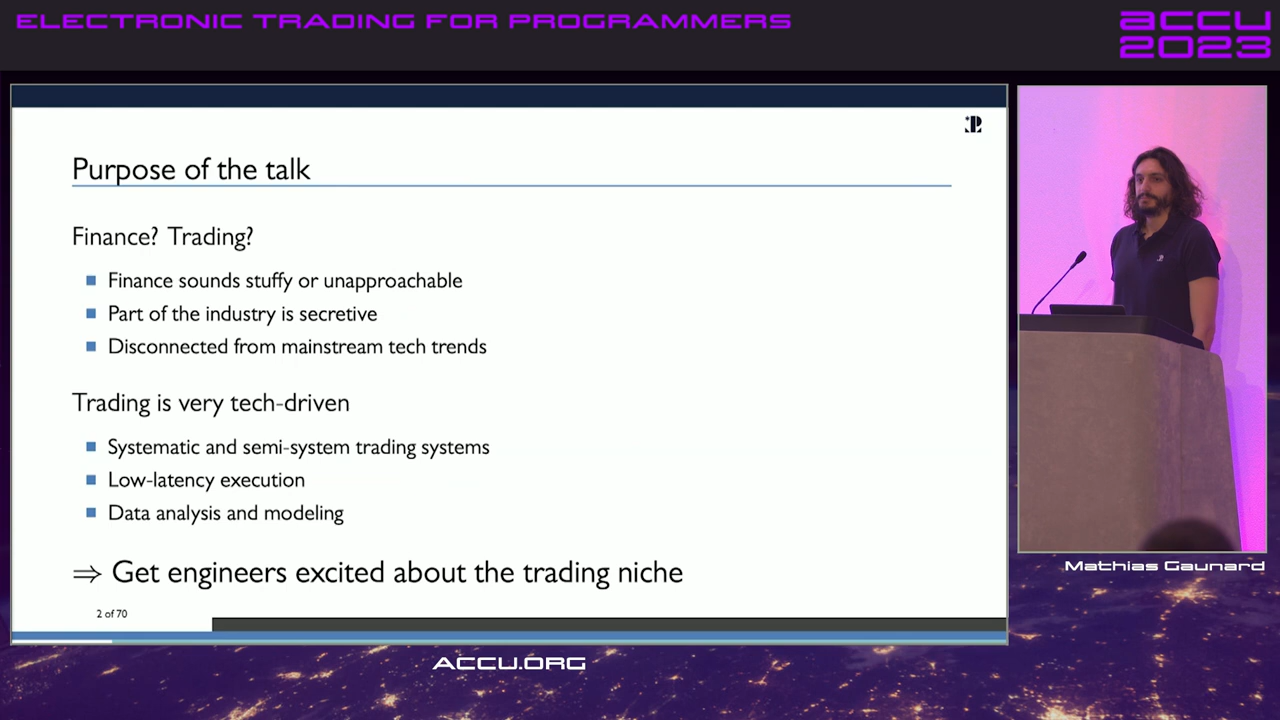 ELECTRONIC TRADING FOR PROGRAMMERS
accu
2023
Purpose of the talk
Finance? Trading?
Finance sounds stuffy or unapproachable
Part of the industry is secretive
Disconnected from mainstream tech trends
Trading is very tech-driven
Systematic and semi-system trading systems
Low-latency execution
Data analysis and modeling
⇒ Get engineers excited about the trading niche
2 of 70
Mathias Gaunard
ACCU.ORG